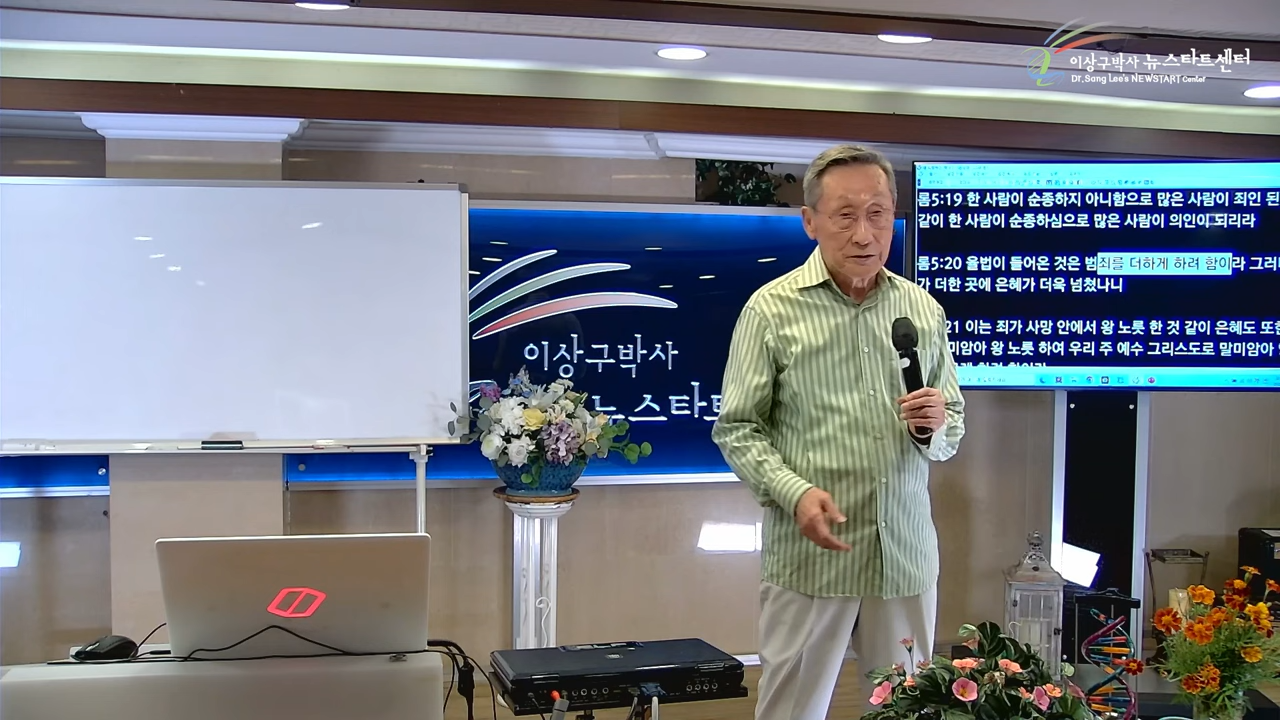 이상구박사 뉴스타트센터
Dr.Sang Lee's NEWSTART Center
롬5:19 한 사람이 순종하지 아니함으로 많은 사람이 죄인 된
같이 한 사람이 순종하심으로 많은 사람이 의인이 되리라
롬5:20 율법이 들어온 것은 범죄를 더하게 하려 함이라 그러
가 더한 곳에 은혜가 더욱 넘쳤나니
21 이는 죄가 사망 안에서 왕 노릇 한 것 같이 은혜도 또한
미암아 왕 노릇 하여 우리 주 예수 그리스도로 말미암아
이상구박사
뉴스타트